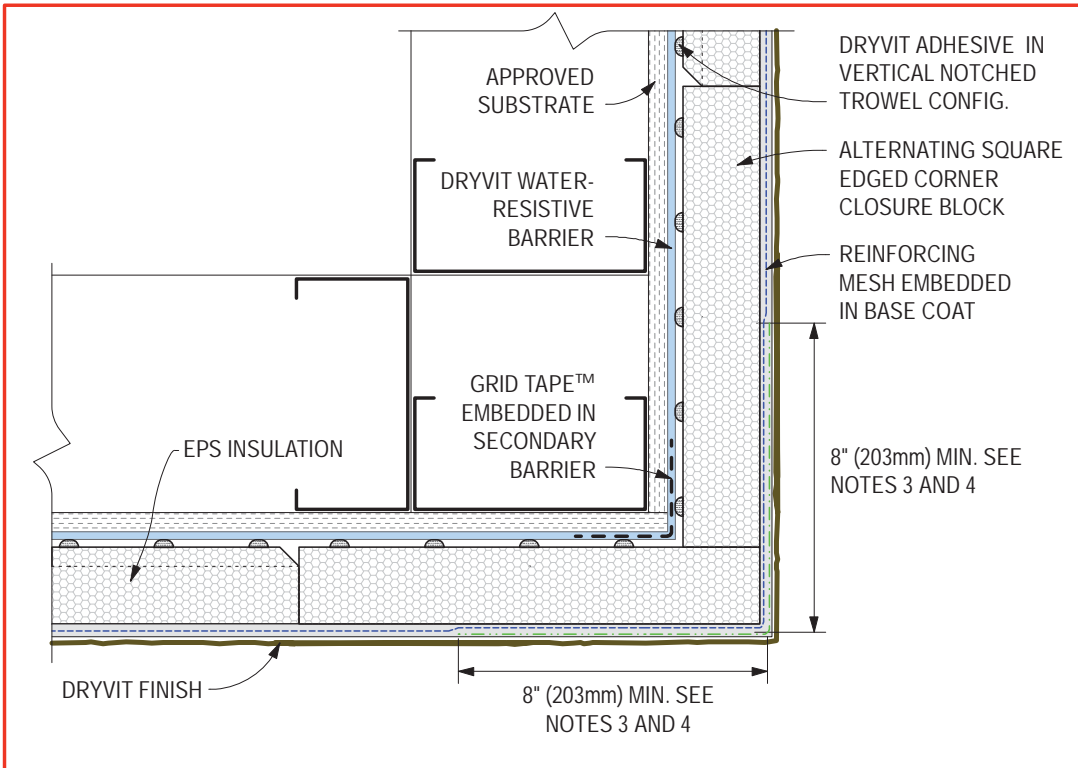 APPROVED
SUBSTRATE
DRYVIT ADHESIVE IN
VERTICAL NOTCHED
TROWEL CONFIG.
ALTERNATING SQUARE
EDGED CORNER
CLOSURE BLOCK
DRYVIT WATER-
RESISTIVE
BARRIER
REINFORCING
MESH EMBEDDED
IN BASE COAT
GRID TAPE™
EMBEDDED IN
SECONDARY
BARRIER
EPS INSULATION
8" (203mm) MIN. SEE
NOTES 3 AND 4
DRYVIT FINISH
8" (203mm) MIN. SEE
NOTES 3 AND 4